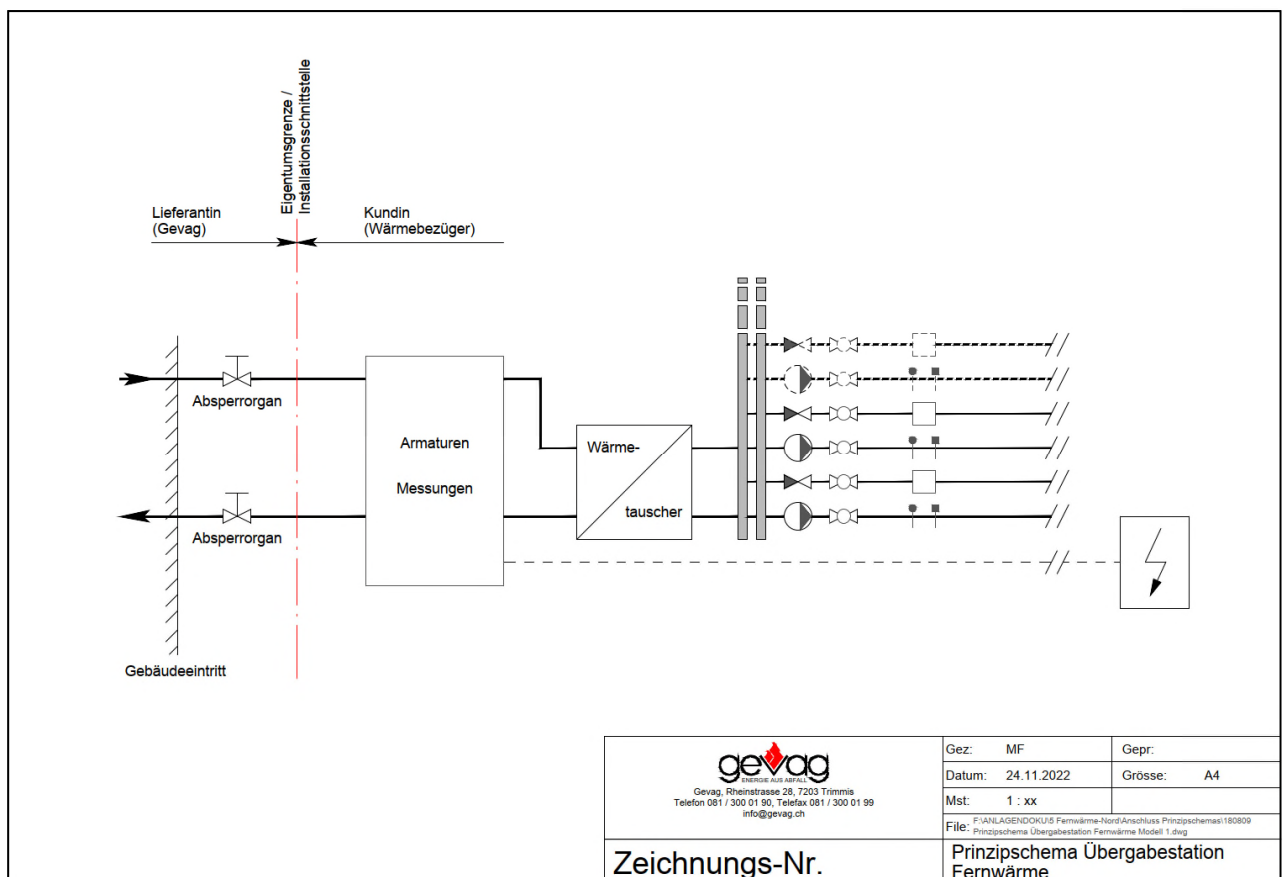 Eigentumsgrenze /
Installationsschnittstelle
Lieferantin
(Gevag)
Kundin
(Wärmebezüger)
Absperrorgan
Armaturen
Messungen
Wärme-
tauscher
Absperrorgan
Gebäudeeintritt
gevag
ENERGIE AUS ABFALL
Gevag, Rheinstrasse 28, 7203 Trimmis
Telefon 081 / 300 01 90, Telefax 081 / 300 01 99
info@gevag.ch
Gez: MF Gepr:
Datum: 24.11.2022 Grösse: A4
Mst: 1 : xx
File: F:\ANLAGENDOKU\5 Fernwärme-Nord\Anschluss Prinzipschemas\180809
Prinzipschema Übergabestation Fernwärme Modell 1.dwg
Zeichnungs-Nr.
Prinzipschema Übergabestation
Fernwärme